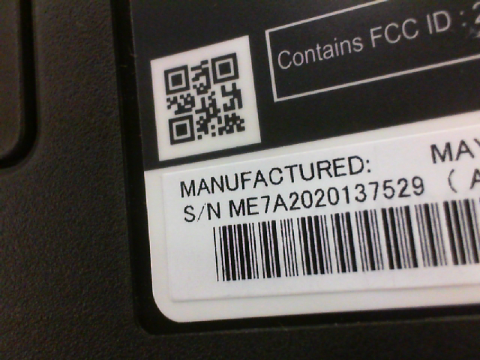 Contains FCC ID :
MANUFACTURED: MAY
S/N ME7A2020137529 ( A